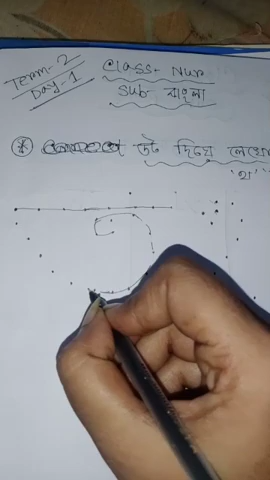 Term-2
Day-1
Class- Nur
Sub- বাংলা
* ডট দিয়ে লেখো
'খ'